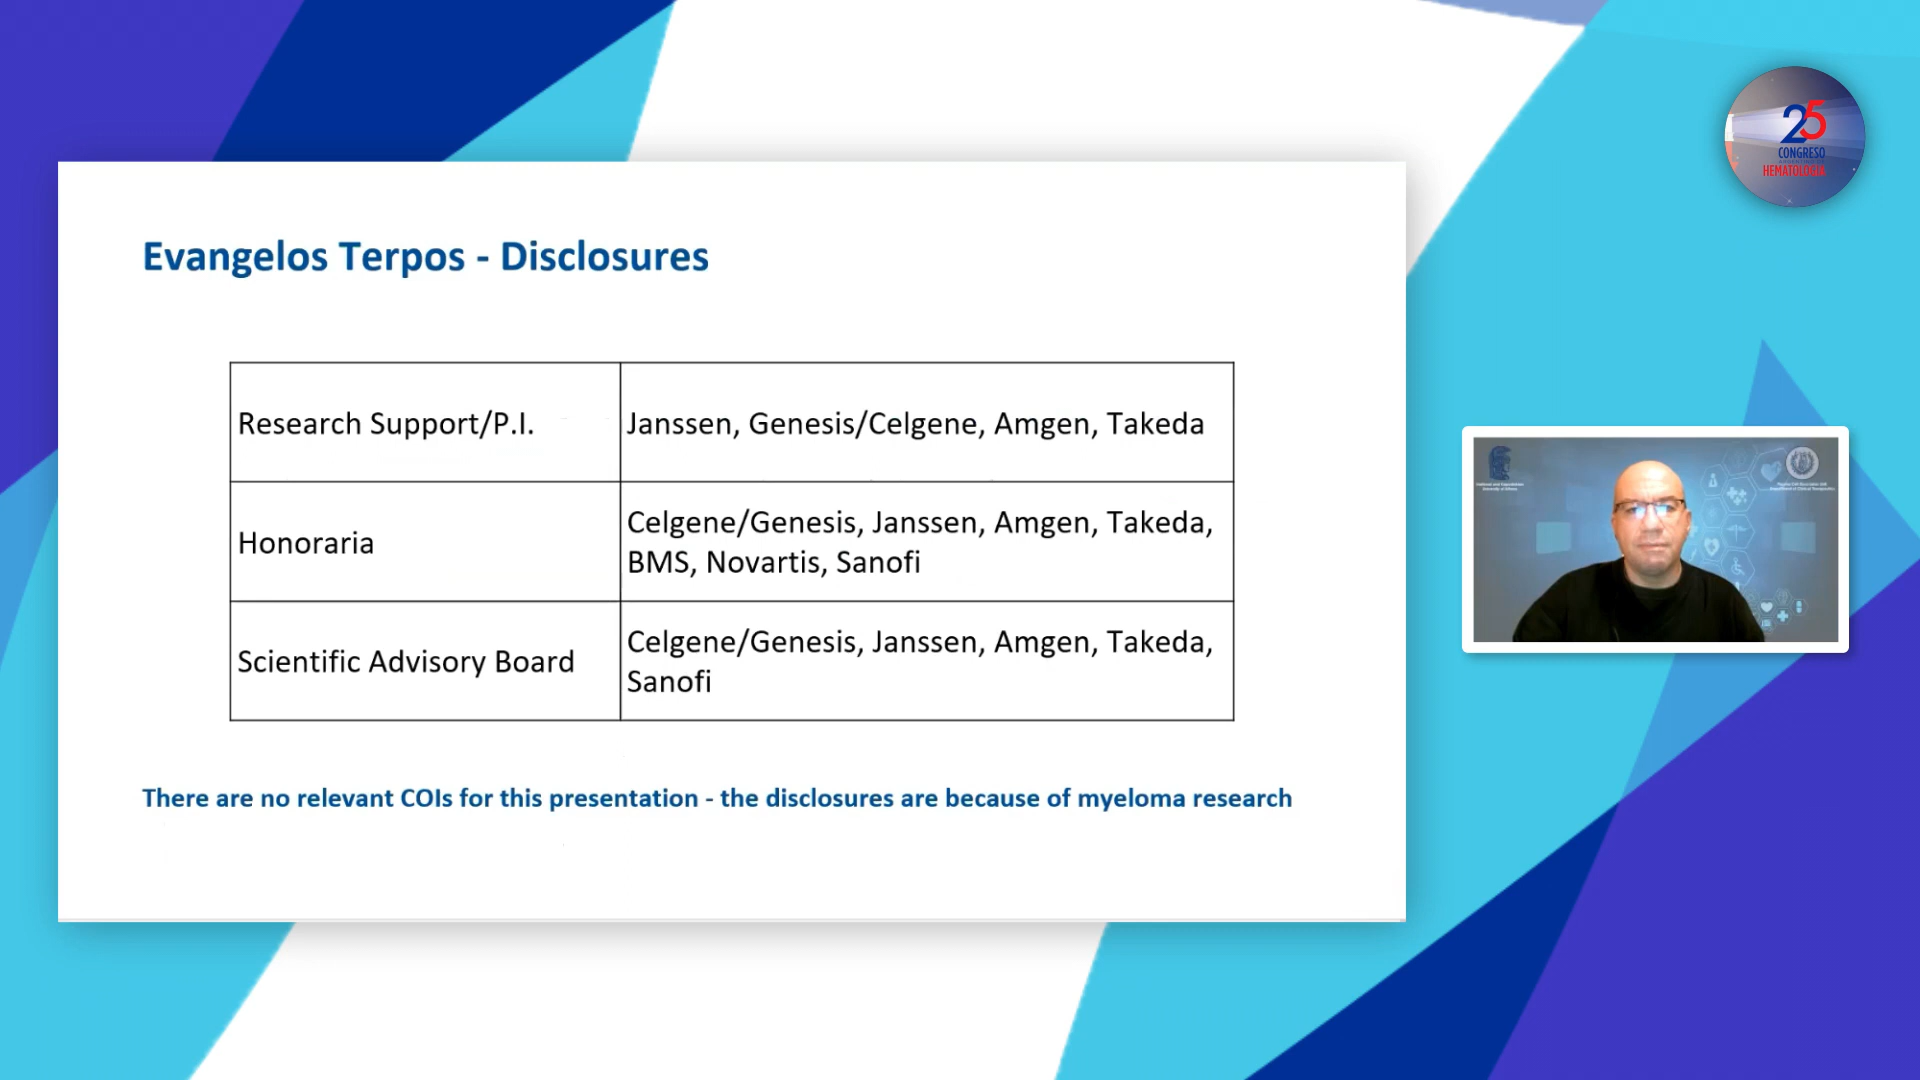 25
CONGRESO
HEMATOLOGÍA
Evangelos Terpos - Disclosures
Research Support/P.I.
Janssen, Genesis/Celgene, Amgen, Takeda
Honoraria
Celgene/Genesis, Janssen, Amgen, Takeda,
BMS, Novartis, Sanofi
Scientific Advisory Board
Celgene/Genesis, Janssen, Amgen, Takeda,
Sanofi
There are no relevant COIs for this presentation - the disclosures are because of myeloma research